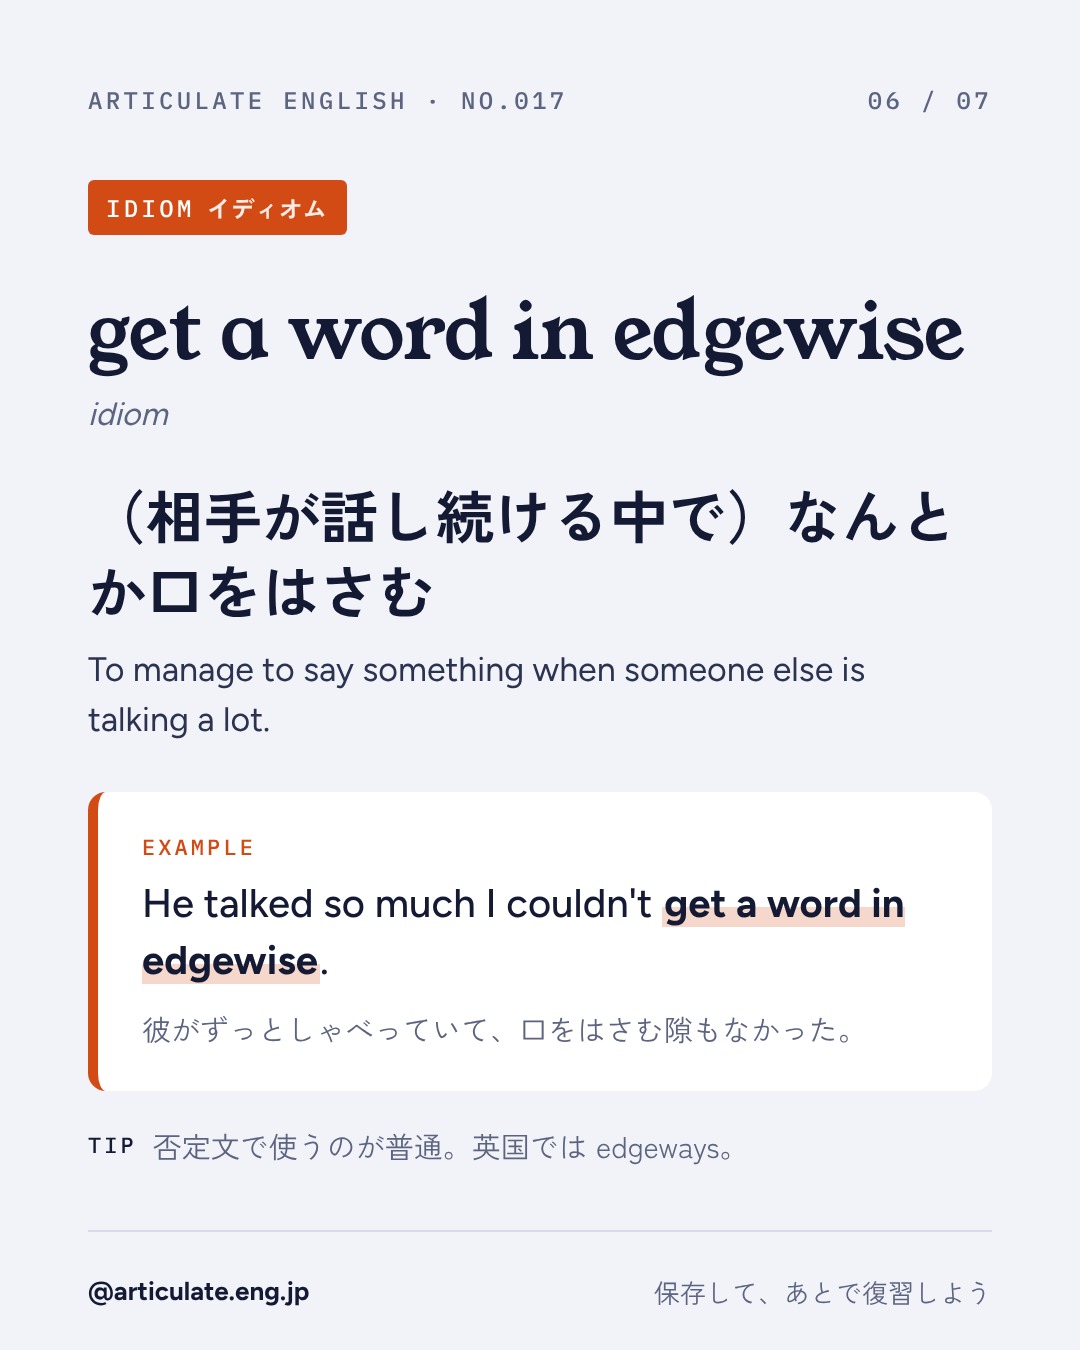 ARTICULATE ENGLISH · NO.017
06 / 07
IDIOM イディオム
get a word in edgewise
idiom
（相手が話し続ける中で）なんと
か口をはさむ
To manage to say something when someone else is
talking a lot.
EXAMPLE
He talked so much I couldn't get a word in
edgewise.
彼がずっとしゃべっていて、口をはさむ隙もなかった。
TIP 否定文で使うのが普通。英国では edgeways。
@articulate.eng.jp
保存して、あとで復習しよう